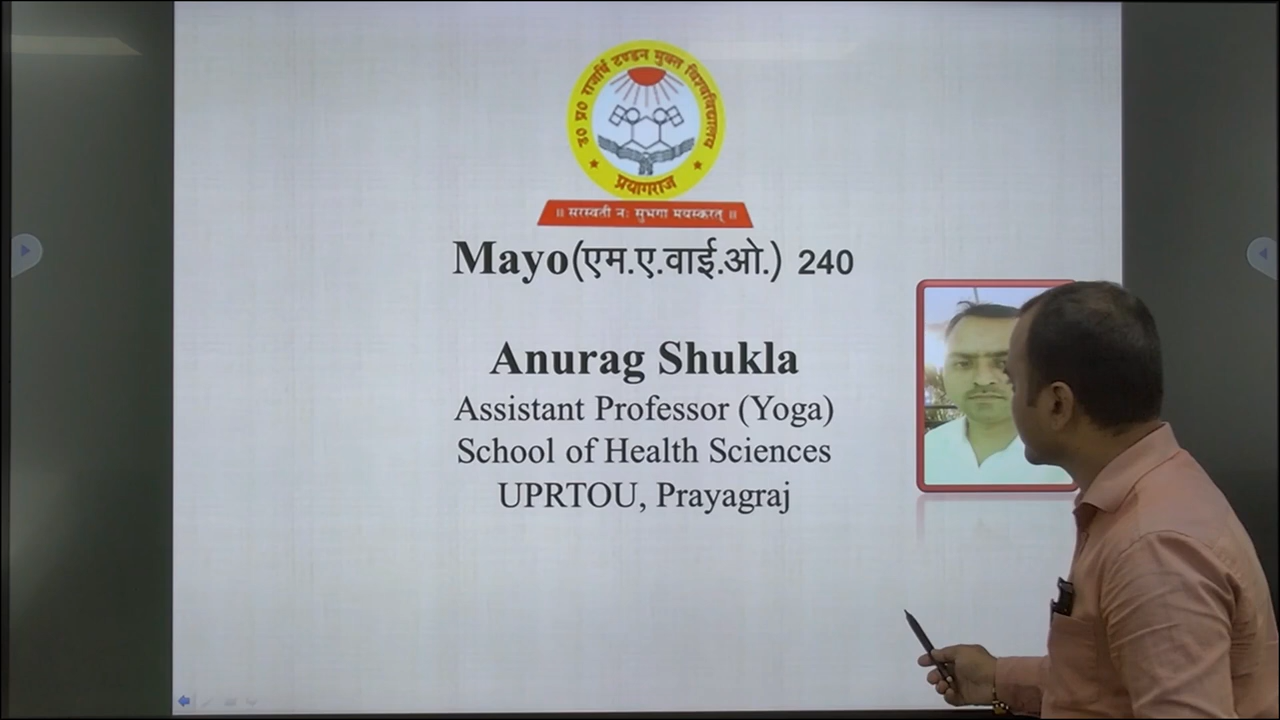 उ० प्र० राजर्षि टण्डन मुक्त विश्वविद्यालय
प्रयागराज
॥ सरस्वती नः सुभगा मयस्करत् ॥
Mayo(एम.ए.वाई.ओ.) 240
Anurag Shukla
Assistant Professor (Yoga)
School of Health Sciences
UPRTOU, Prayagraj